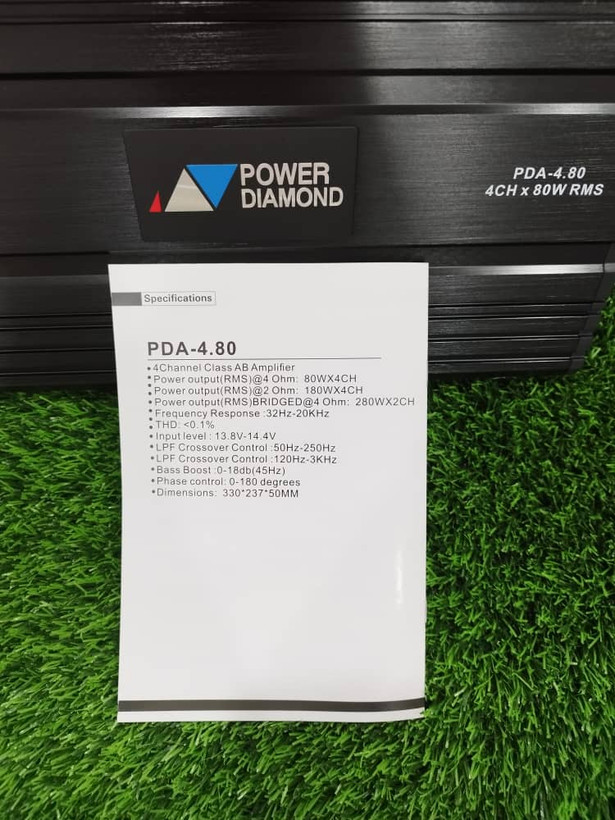 POWER
DIAMOND
PDA-4.80
4CH x 80W RMS
Specifications
PDA-4.80
•4Channel Class AB Amplifier
•Power output(RMS)@4 Ohm: 80WX4CH
•Power output(RMS)@2 Ohm: 180WX4CH
•Power output(RMS)BRIDGED@4 Ohm: 280WX2CH
•Frequency Response :32Hz-20KHz
•THD: <0.1%
•Input level : 13.8V-14.4V
•LPF Crossover Control :50Hz-250Hz
•LPF Crossover Control :120Hz-3KHz
•Bass Boost :0-18db(45Hz)
•Phase control: 0-180 degrees
•Dimensions: 330*237*50MM